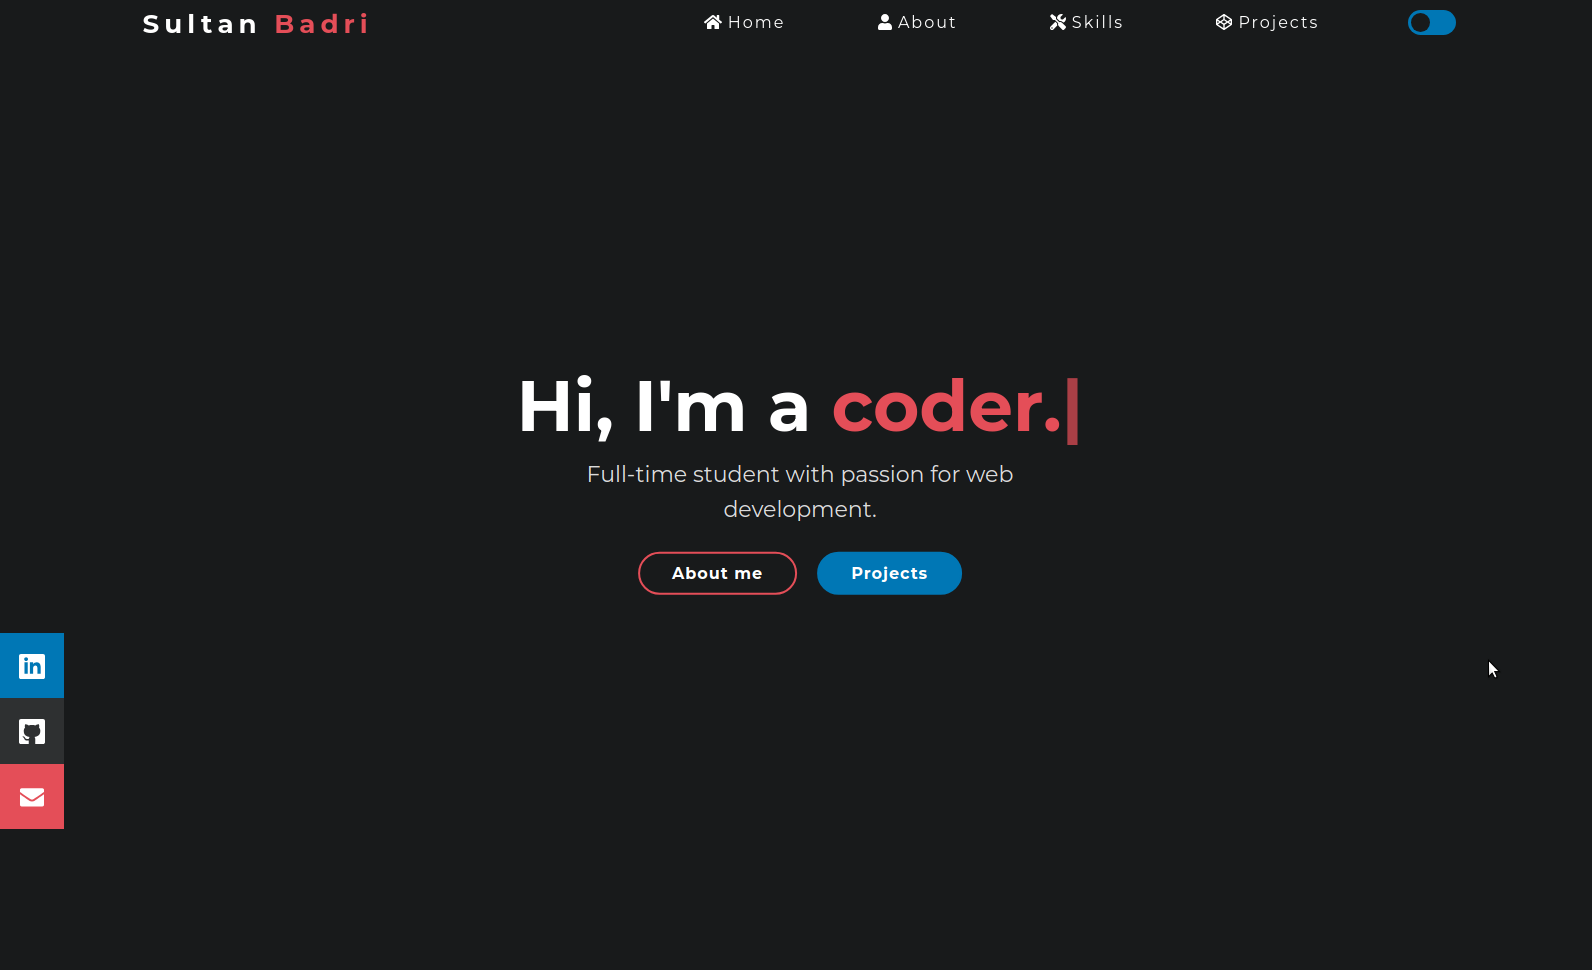 Sultan Badri
Home
About
Skills
Projects
Hi, I'm a coder.|
Full-time student with passion for web
development.
About me
Projects
in